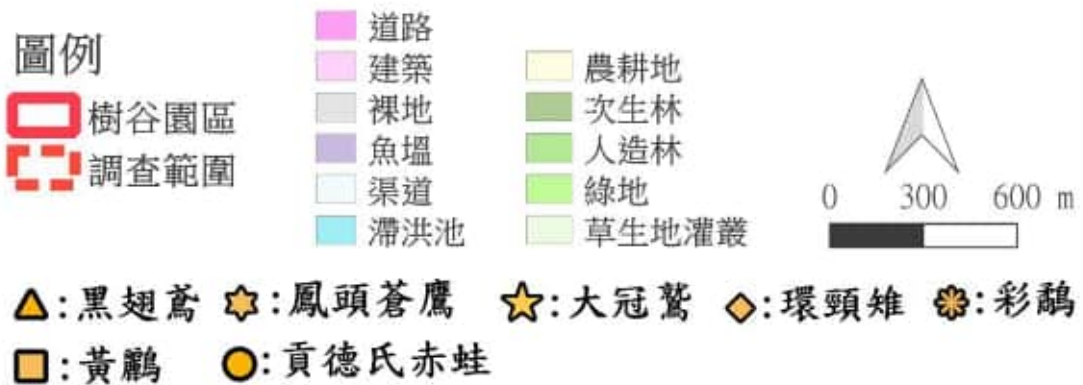 圖例
樹谷園區
調查範圍
道路
建築
裸地
魚塭
渠道
滯洪池
農耕地
次生林
人造林
綠地
草生地灌叢
0 300 600 m
:黑翅鳶 :鳳頭蒼鷹 :大冠鷲 :環頸雉 :彩鷸
:黃鸝 :貢德氏赤蛙